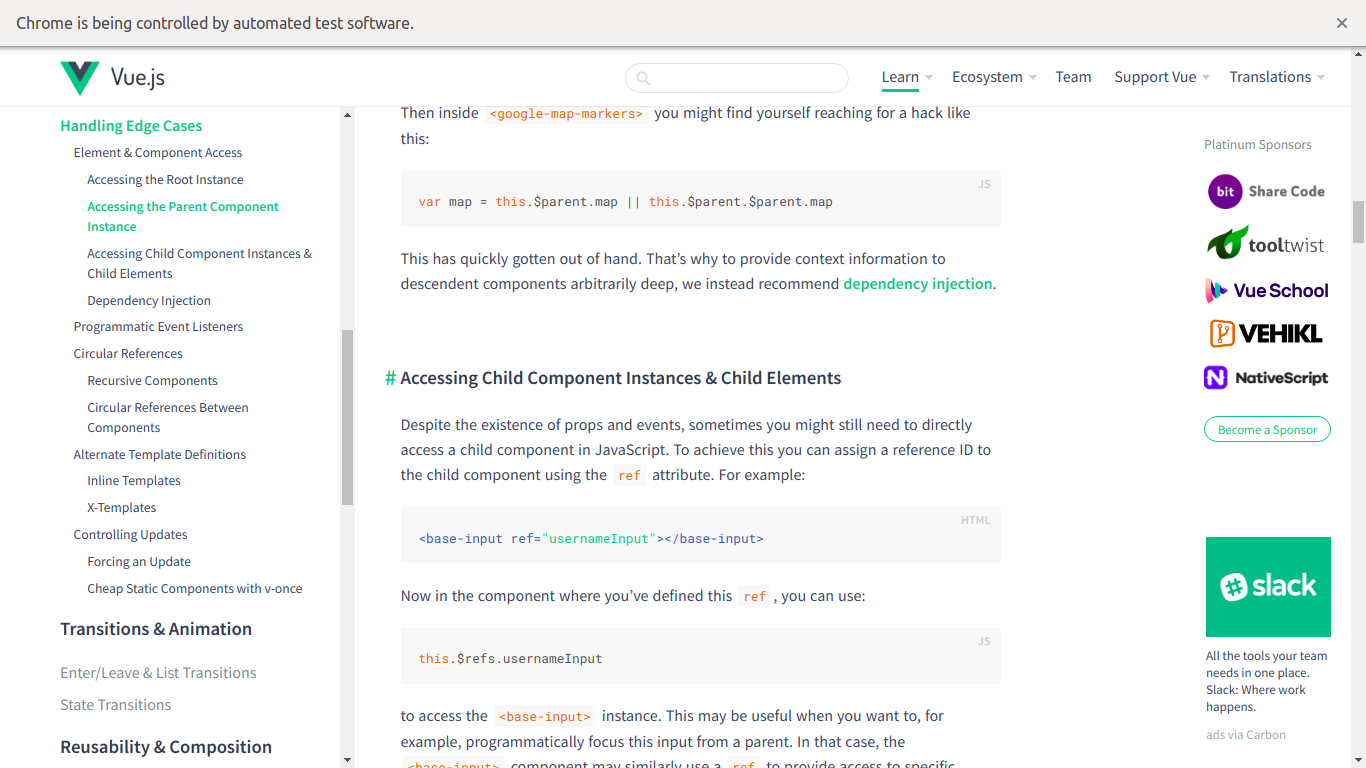 Chrome is being controlled by automated test software.
Vue.js
Learn
Ecosystem
Team
Support Vue
Translations
Handling Edge Cases
Element & Component Access
Accessing the Root Instance
Accessing the Parent Component
Instance
Accessing Child Component Instances &
Child Elements
Dependency Injection
Programmatic Event Listeners
Circular References
Recursive Components
Circular References Between
Components
Alternate Template Definitions
Inline Templates
X-Templates
Controlling Updates
Forcing an Update
Cheap Static Components with v-once
Transitions & Animation
Enter/Leave & List Transitions
State Transitions
Reusability & Composition
Then inside <google-map-markers> you might find yourself reaching for a hack like
this:
JS
var map = this.$parent.map || this.$parent.$parent.map
This has quickly gotten out of hand. That’s why to provide context information to
descendent components arbitrarily deep, we instead recommend dependency injection.
# Accessing Child Component Instances & Child Elements
Despite the existence of props and events, sometimes you might still need to directly
access a child component in JavaScript. To achieve this you can assign a reference ID to
the child component using the ref attribute. For example:
HTML
<base-input ref="usernameInput"></base-input>
Now in the component where you’ve defined this ref , you can use:
JS
this.$refs.usernameInput
to access the <base-input> instance. This may be useful when you want to, for
example, programmatically focus this input from a parent. In that case, the
<base-input> component may similarly use a ref to provide access to specific
Platinum Sponsors
bit Share Code
tooltwist
Vue School
VEHIKL
NativeScript
Become a Sponsor
slack
All the tools your team
needs in one place.
Slack: Where work
happens.
ads via Carbon